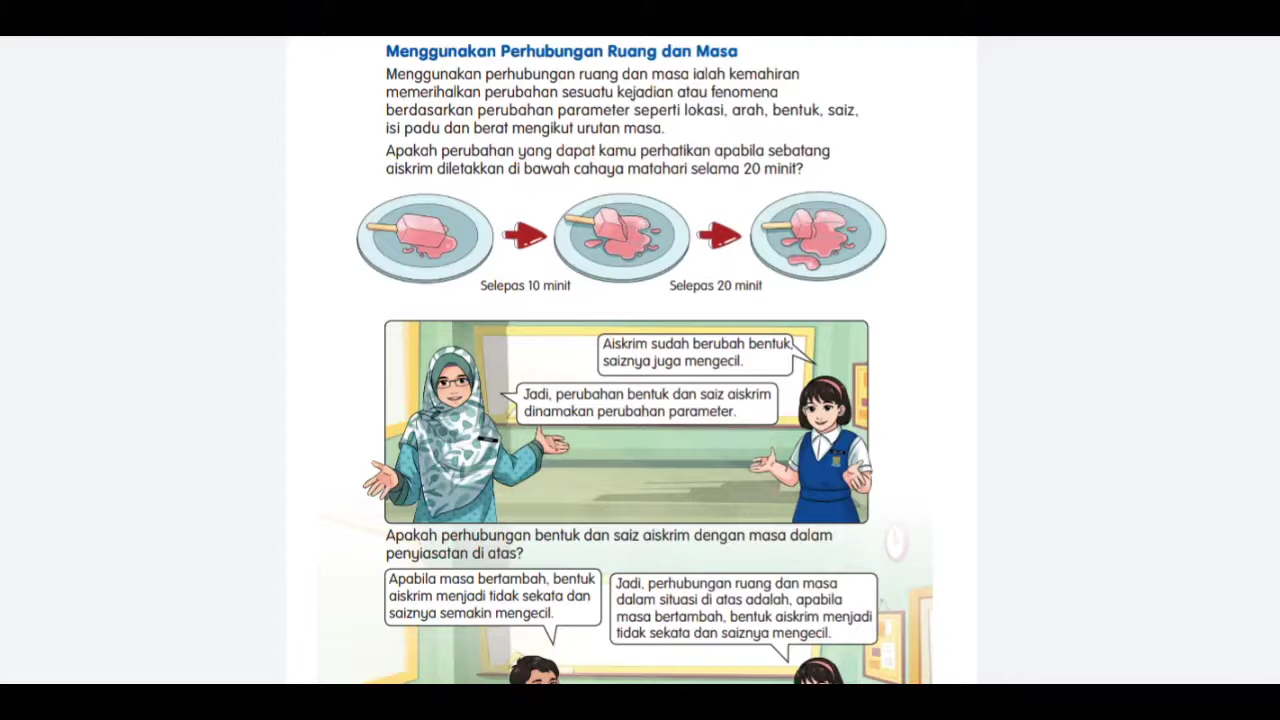 Menggunakan Perhubungan Ruang dan Masa
Menggunakan perhubungan ruang dan masa ialah kemahiran
memerihalkan perubahan sesuatu kejadian atau fenomena
berdasarkan perubahan parameter seperti lokasi, arah, bentuk, saiz,
isi padu dan berat mengikut urutan masa.
Apakah perubahan yang dapat kamu perhatikan apabila sebatang
aiskrim diletakkan di bawah cahaya matahari selama 20 minit?
Selepas 10 minit
Selepas 20 minit
Aiskrim sudah berubah bentuk,
saiznya juga mengecil.
Jadi, perubahan bentuk dan saiz aiskrim
dinamakan perubahan parameter.
Apakah perhubungan bentuk dan saiz aiskrim dengan masa dalam
penyiasatan di atas?
Apabila masa bertambah, bentuk
aiskrim menjadi tidak sekata dan
saiznya semakin mengecil.
Jadi, perhubungan ruang dan masa
dalam situasi di atas adalah, apabila
masa bertambah, bentuk aiskrim menjadi
tidak sekata dan saiznya mengecil.